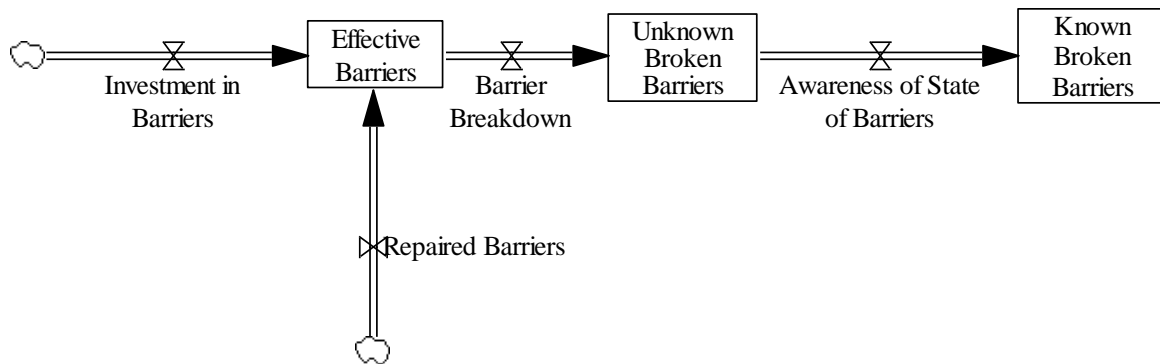 Effective
Barriers
Unknown
Broken
Barriers
Known
Broken
Barriers
Investment in
Barriers
Barrier
Breakdown
Awareness of State
of Barriers
Repaired Barriers